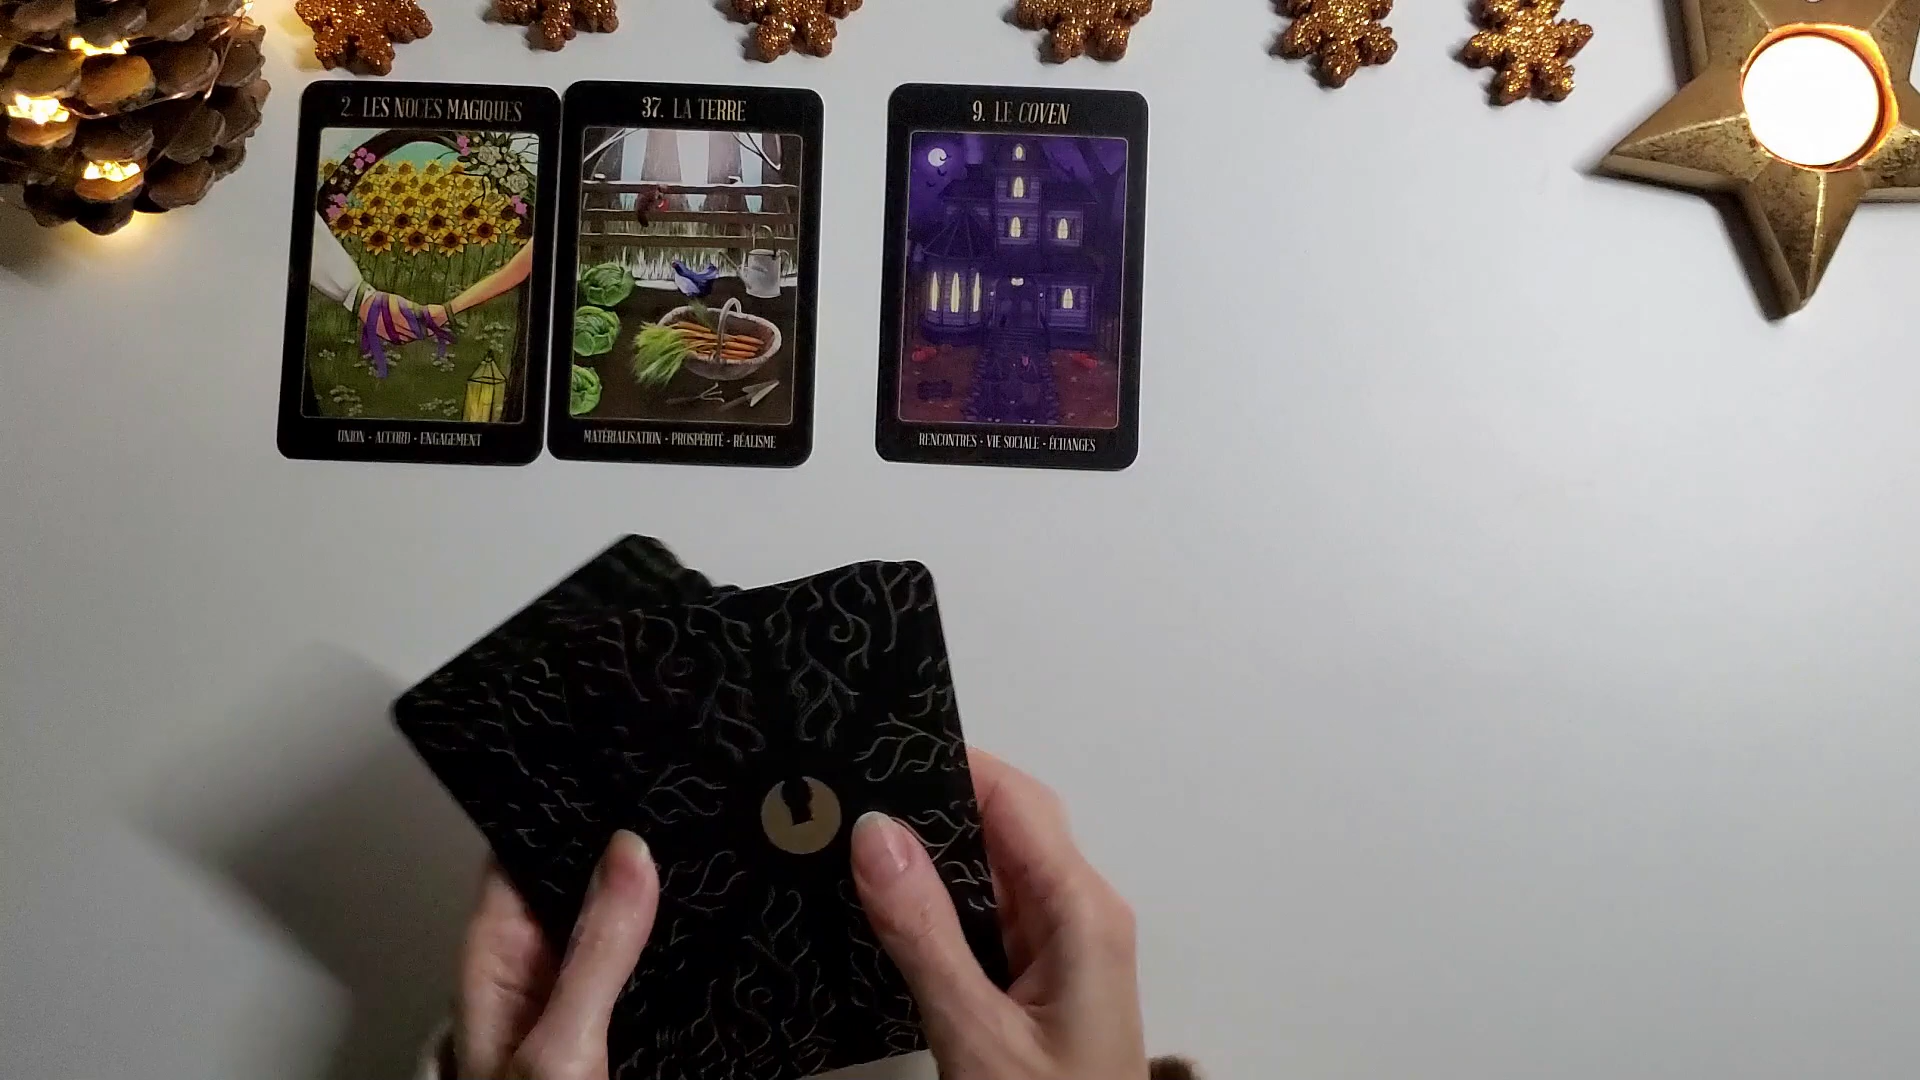 2. LES NOCES MAGIQUES
UNION - ACCORD - ENGAGEMENT
37. LA TERRE
MATÉRIALISATION - PROSPÉRITÉ - RÉALISME
9. LE COVEN
RENCONTRES - VIE SOCIALE - ÉCHANGES